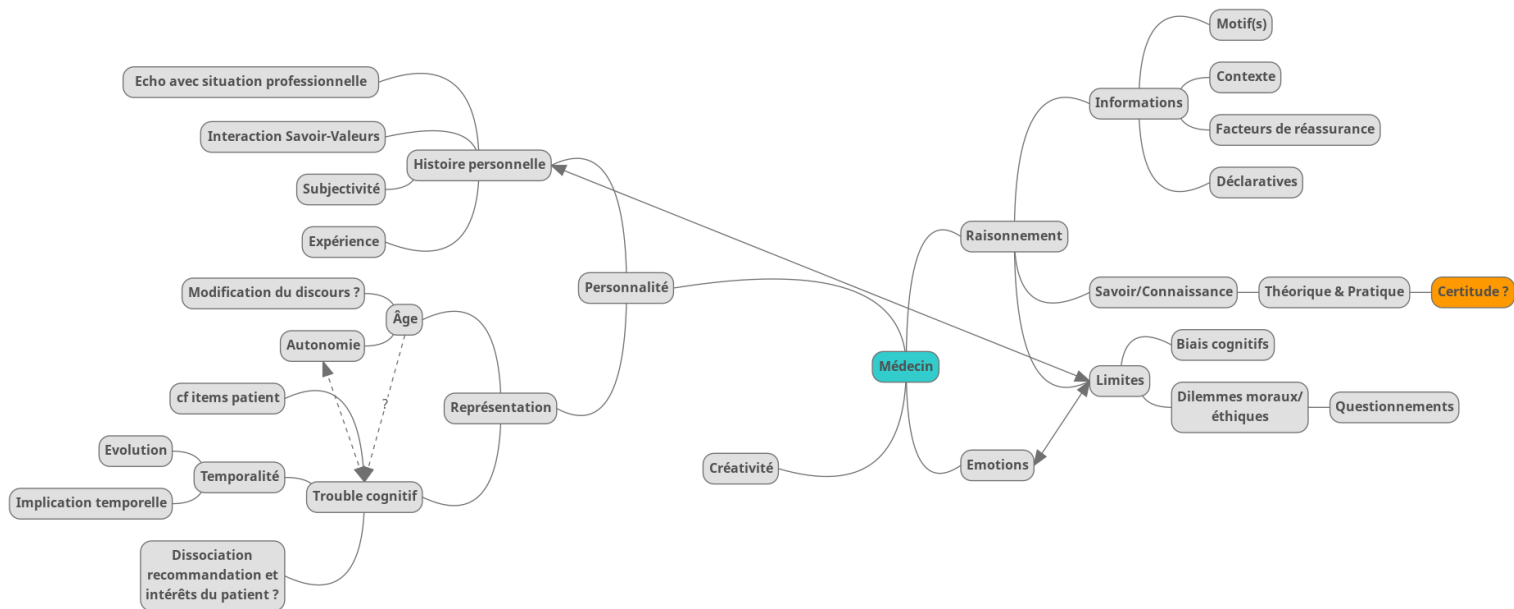 Motif(s)
Echo avec situation professionnelle
Contexte
Informations
Interaction Savoir-Valeurs
Facteurs de réassurance
Histoire personnelle
Subjectivité
Déclaratives
Expérience
Raisonnement
Personnalité
Modification du discours ?
Savoir/Connaissance
Théorique & Pratique
Certitude ?
Âge
Autonomie
Biais cognitifs
Médecin
Limites
cf items patient
?
Représentation
Dilemmes moraux/
éthiques
Questionnements
Evolution
Temporalité
Créativité
Emotions
Implication temporelle
Trouble cognitif
Dissociation
recommandation et
intérêts du patient ?